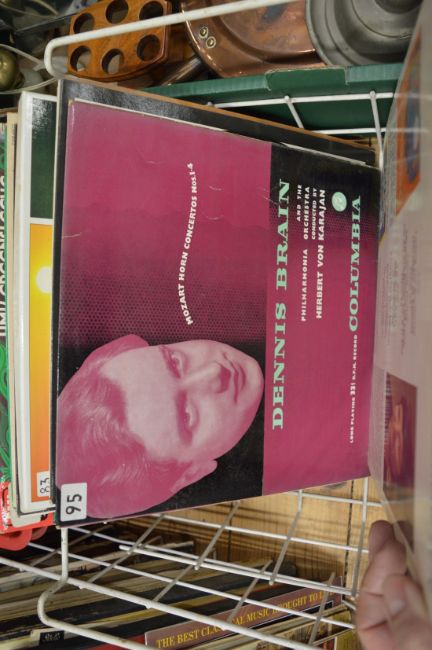 MOZART HORN CONCERTOS NOS. 1-4
DENNIS BRAIN
AND THE
PHILHARMONIA ORCHESTRA
CONDUCTED BY
HERBERT VON KARAJAN
LONG PLAYING 33⅓ R.P.M. RECORD
COLUMBIA
95
83
THE BEST CLASSICAL MUSIC BROUGHT TO